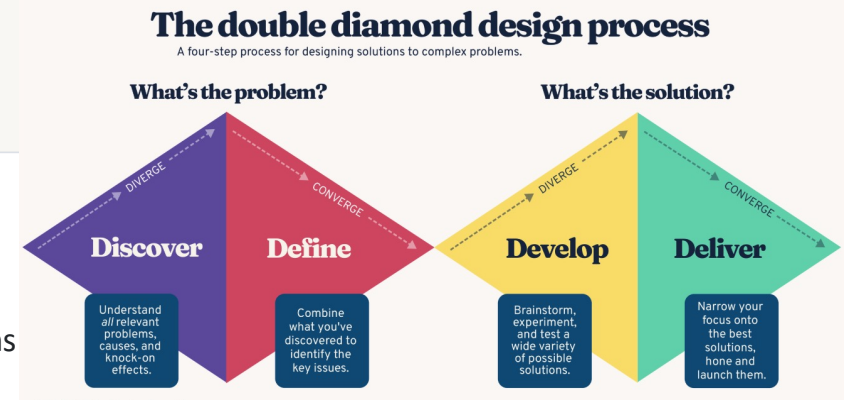 The double diamond design process
A four-step process for designing solutions to complex problems.
What's the problem?
What's the solution?
DIVERGE
CONVERGE
DIVERGE
CONVERGE
Discover
Define
Develop
Deliver
Understand
all relevant
problems,
causes, and
knock-on
effects.
Combine
what you've
discovered to
identify the
key issues.
Brainstorm,
experiment,
and test a
wide variety
of possible
solutions.
Narrow your
focus onto
the best
solutions,
hone and
launch them.